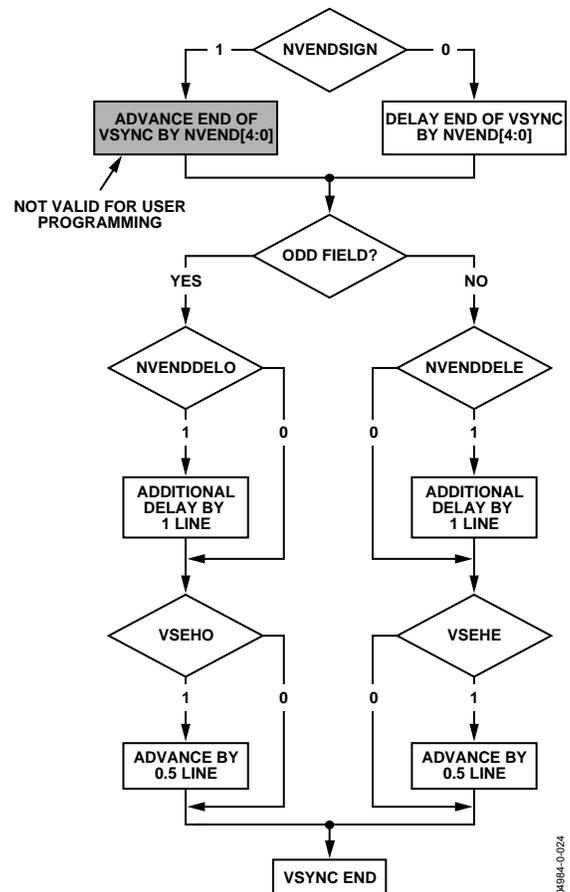 NVENDSIGN
1
0
ADVANCE END OF
VSYNC BY NVEND[4:0]
DELAY END OF VSYNC
BY NVEND[4:0]
NOT VALID FOR USER
PROGRAMMING
ODD FIELD?
YES
NO
NVENDDELO
NVENDDELE
1
0
0
1
ADDITIONAL
DELAY BY
1 LINE
ADDITIONAL
DELAY BY
1 LINE
VSEHO
VSEHE
1
0
0
1
ADVANCE BY
0.5 LINE
ADVANCE BY
0.5 LINE
VSYNC END
04984-0-024